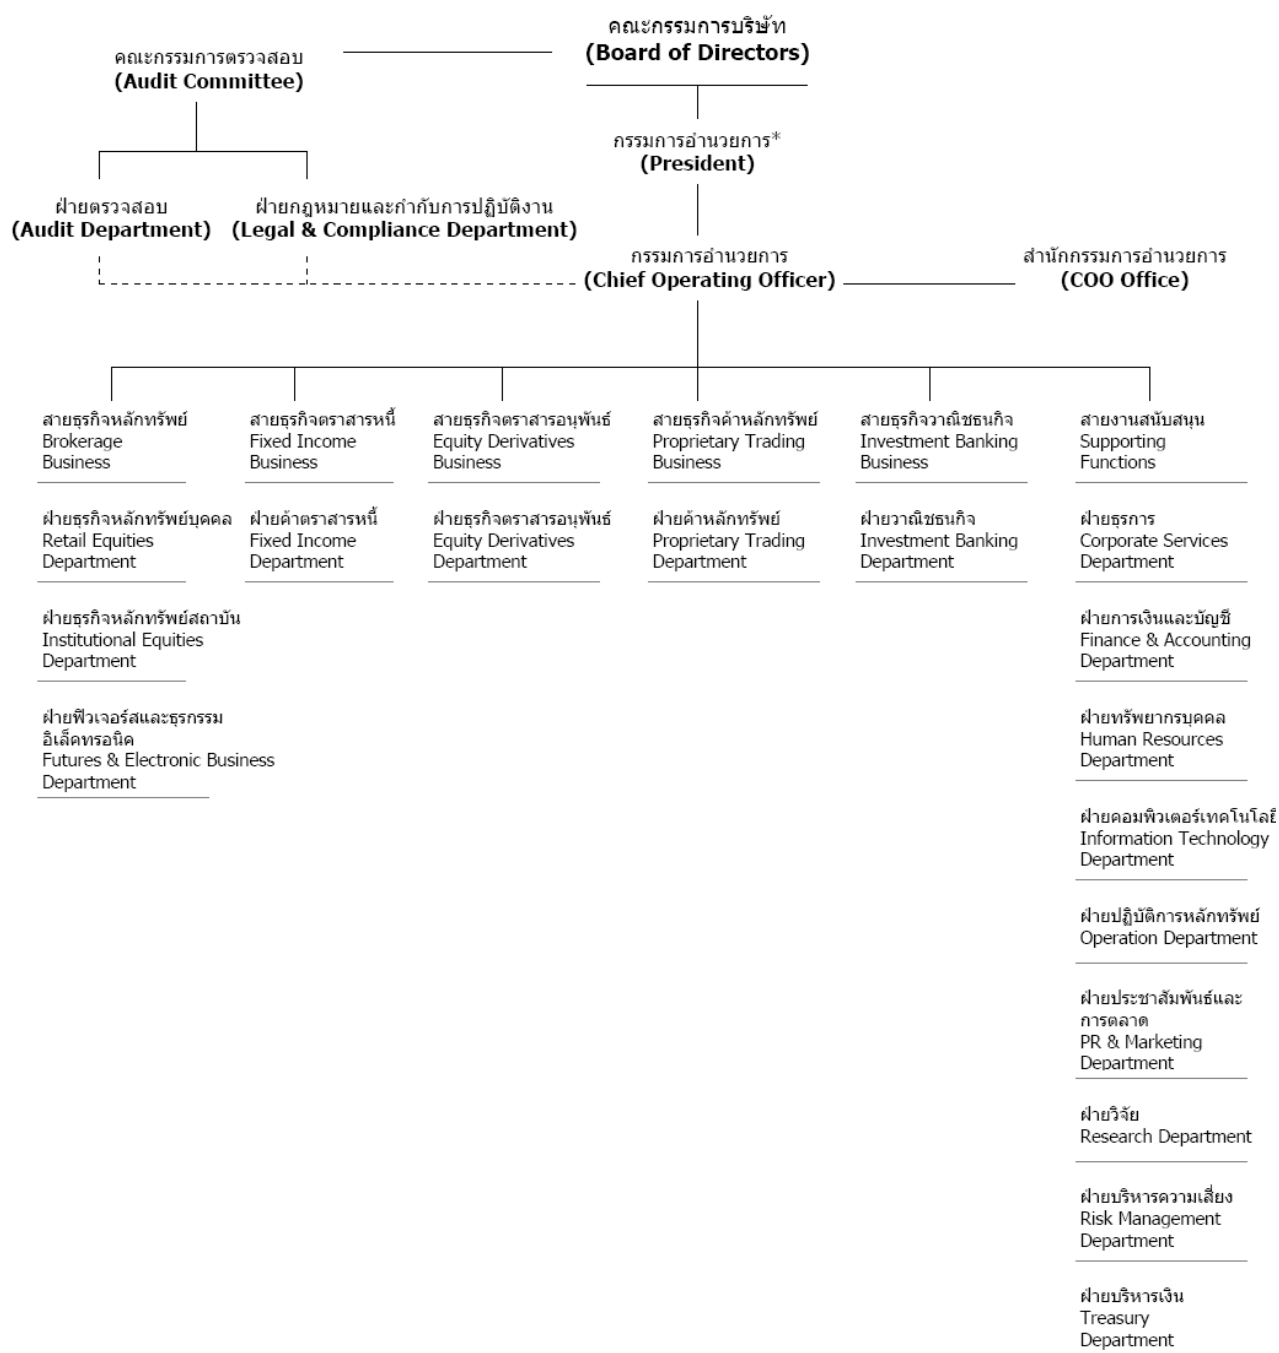 คณะกรรมการบริษัท
(Board of Directors)
คณะกรรมการตรวจสอบ
(Audit Committee)
กรรมการอำนวยการ*
(President)
ฝ่ายตรวจสอบ
(Audit Department)
ฝ่ายกฎหมายและกำกับการปฏิบัติงาน
(Legal & Compliance Department)
กรรมการอำนวยการ
(Chief Operating Officer)
สำนักกรรมการอำนวยการ
(COO Office)
สายธุรกิจหลักทรัพย์
Brokerage
Business
ฝ่ายธุรกิจหลักทรัพย์บุคคล
Retail Equities
Department
ฝ่ายธุรกิจหลักทรัพย์สถาบัน
Institutional Equities
Department
ฝ่ายฟิวเจอร์สและธุรกรรม
อิเล็คทรอนิค
Futures & Electronic Business
Department
สายธุรกิจตราสารหนี้
Fixed Income
Business
ฝ่ายค้าตราสารหนี้
Fixed Income
Department
สายธุรกิจตราสารอนุพันธ์
Equity Derivatives
Business
ฝ่ายธุรกิจตราสารอนุพันธ์
Equity Derivatives
Department
สายธุรกิจค้าหลักทรัพย์
Proprietary Trading
Business
ฝ่ายค้าหลักทรัพย์
Proprietary Trading
Department
สายธุรกิจวาณิชธนกิจ
Investment Banking
Business
ฝ่ายวาณิชธนกิจ
Investment Banking
Department
สายงานสนับสนุน
Supporting
Functions
ฝ่ายธุรการ
Corporate Services
Department
ฝ่ายการเงินและบัญชี
Finance & Accounting
Department
ฝ่ายทรัพยากรบุคคล
Human Resources
Department
ฝ่ายคอมพิวเตอร์เทคโนโลยี
Information Technology
Department
ฝ่ายปฏิบัติการหลักทรัพย์
Operation Department
ฝ่ายประชาสัมพันธ์และ
การตลาด
PR & Marketing
Department
ฝ่ายวิจัย
Research Department
ฝ่ายบริหารความเสี่ยง
Risk Management
Department
ฝ่ายบริหารเงิน
Treasury
Department